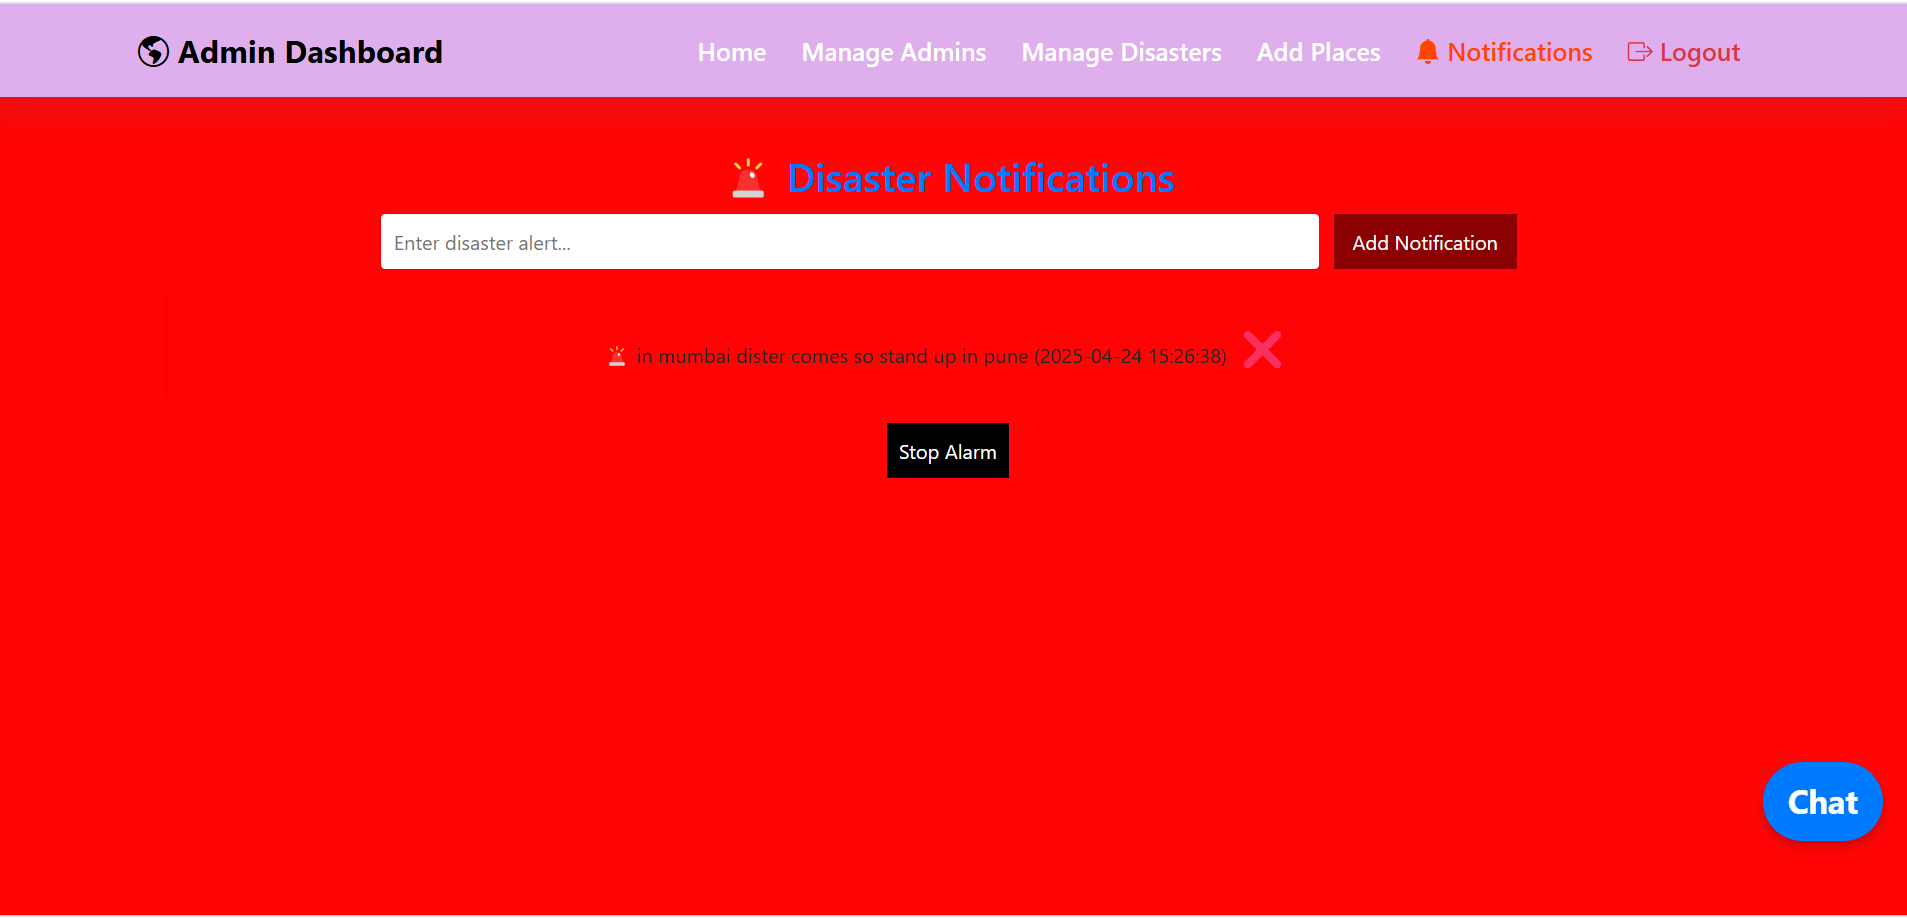 Admin Dashboard Home Manage Admins Manage Disasters Add Places Notifications Logout
Disaster Notifications
Enter disaster alert... Add Notification
in mumbai dister comes so stand up in pune (2025-04-24 15:26:38)
Stop Alarm
Chat